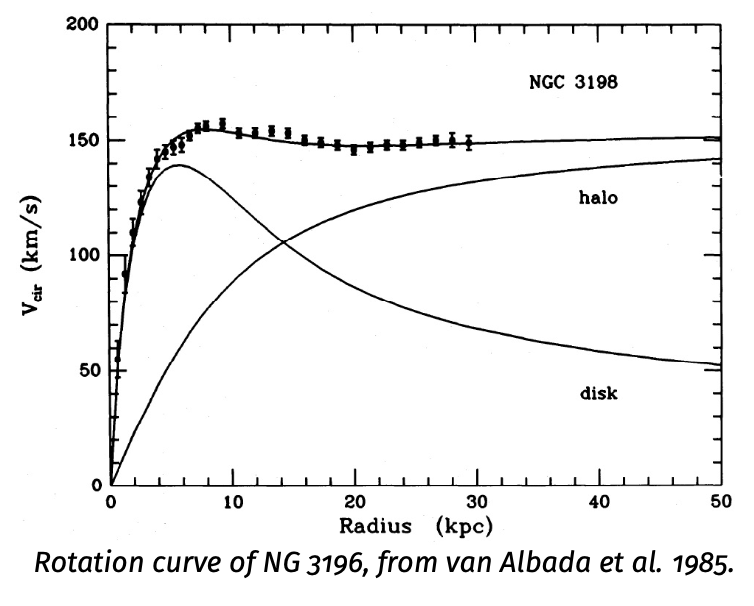 200
NGC 3198
150
halo
100
V_cir (km/s)
50
disk
0
0 10 20 30 40 50
Radius (kpc)
Rotation curve of NG 3196, from van Albada et al. 1985.